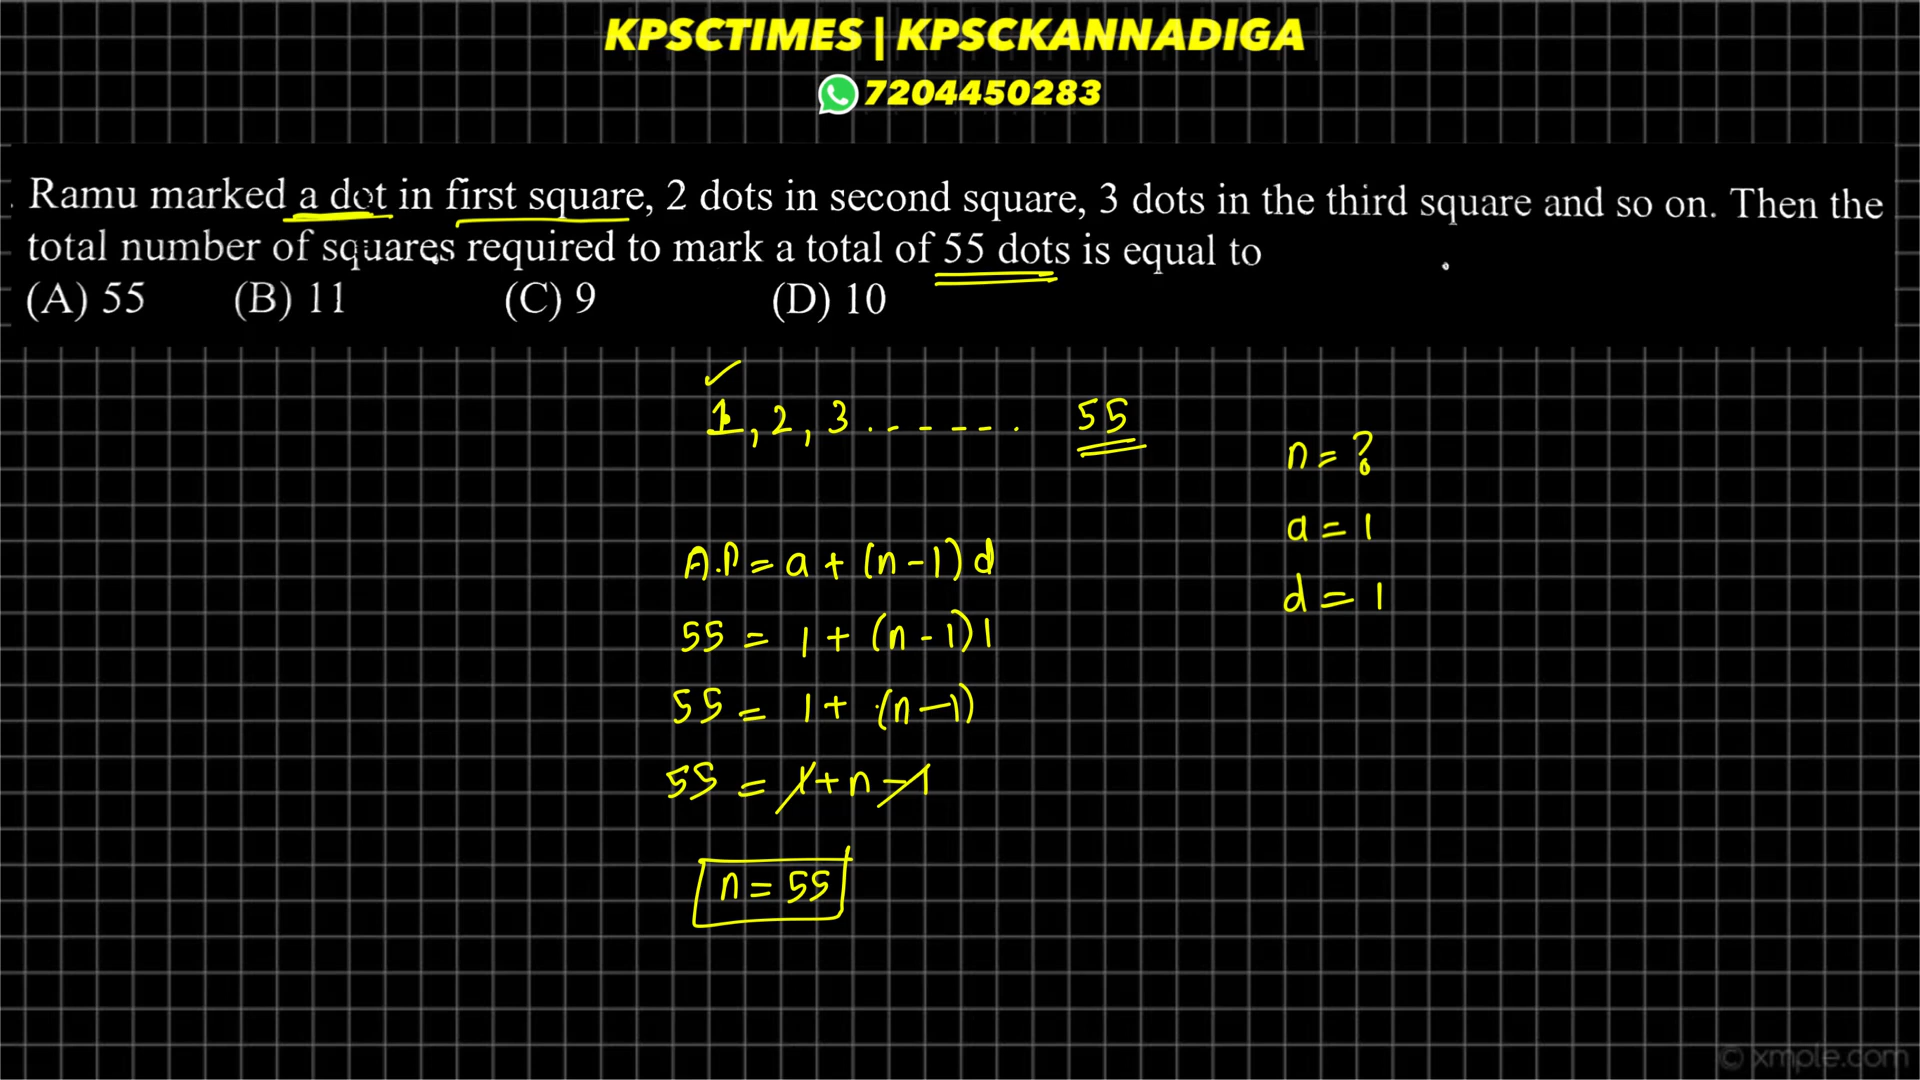 KPSCTIMES | KPSCKANNADIGA
7204450283
Ramu marked a dot in first square, 2 dots in second square, 3 dots in the third square and so on. Then the
total number of squares required to mark a total of 55 dots is equal to
(A) 55 (B) 11 (C) 9 (D) 10
1, 2, 3 . - - - - - . 55
n = ?
a = 1
d = 1
A.P = a + (n - 1) d
55 = 1 + (n - 1) 1
55 = 1 + (n - 1)
55 = 1 + n - 1
n = 55
© xmple.com